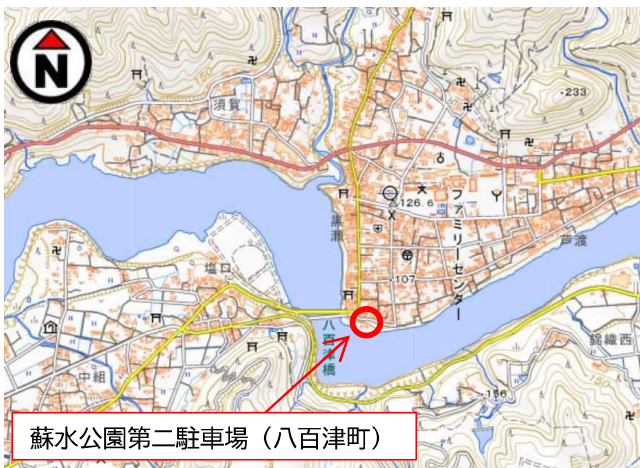 N
150
須賀
・233
126.6
ファミリーセンター
黒瀬
芦渡
107
塩口
八百津橋
錦織西
150
中組
156
蘇水公園第二駐車場（八百津町）